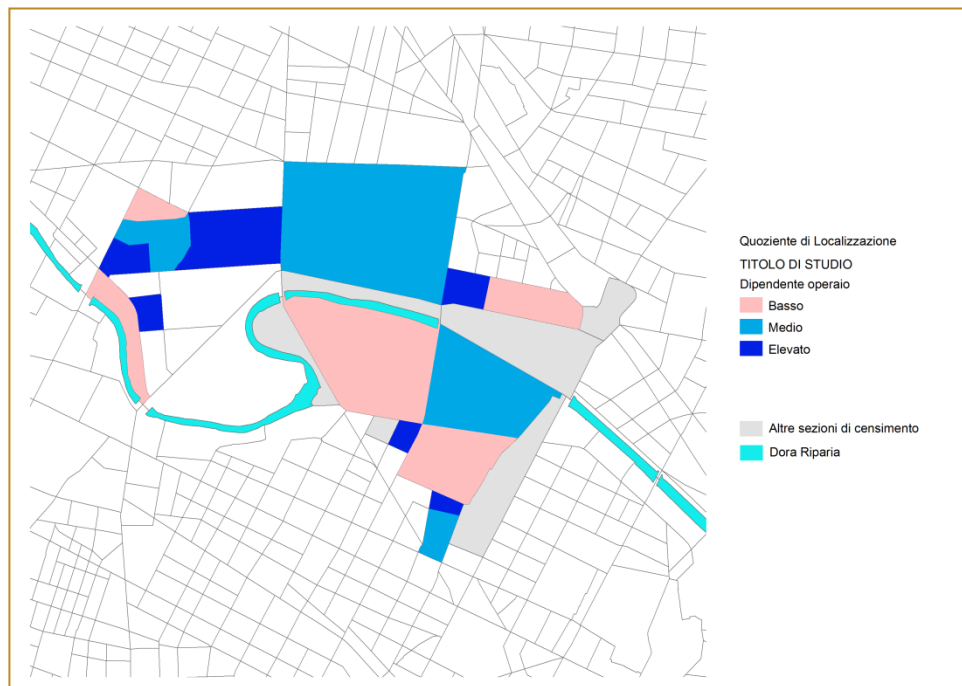 Quoziente di Localizzazione
TITOLO DI STUDIO
Dipendente operaio
Basso
Medio
Elevato
Altre sezioni di censimento
Dora Riparia